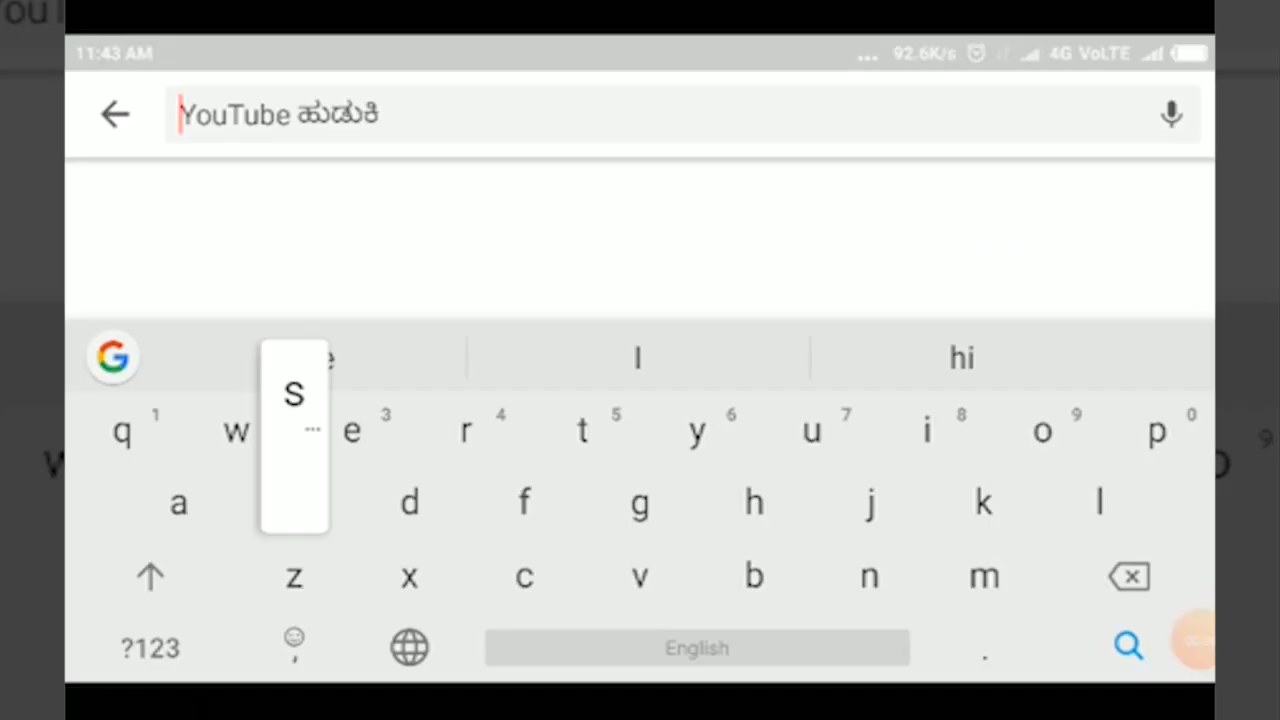 11:43 AM ... 92.6K/s 4G VoLTE
YouTube ಹುಡುಕಿ
I hi
q 1 w e 3 r 4 t 5 y 6 u 7 i 8 o 9 p 0
S ...
a d f g h j k l
z x c v b n m
?123 , English .